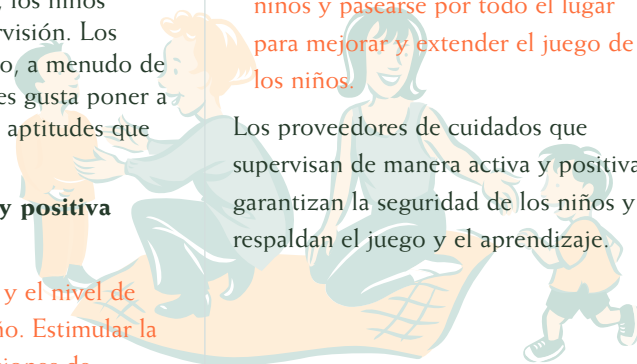 los niños
rvisión. Los
o, a menudo de
es gusta poner a
aptitudes que
y positiva
y el nivel de
ño. Estimular la
niños y pasearse por todo el lugar
para mejorar y extender el juego de
los niños.
Los proveedores de cuidados que
supervisan de manera activa y positiva
garantizan la seguridad de los niños y
respaldan el juego y el aprendizaje.